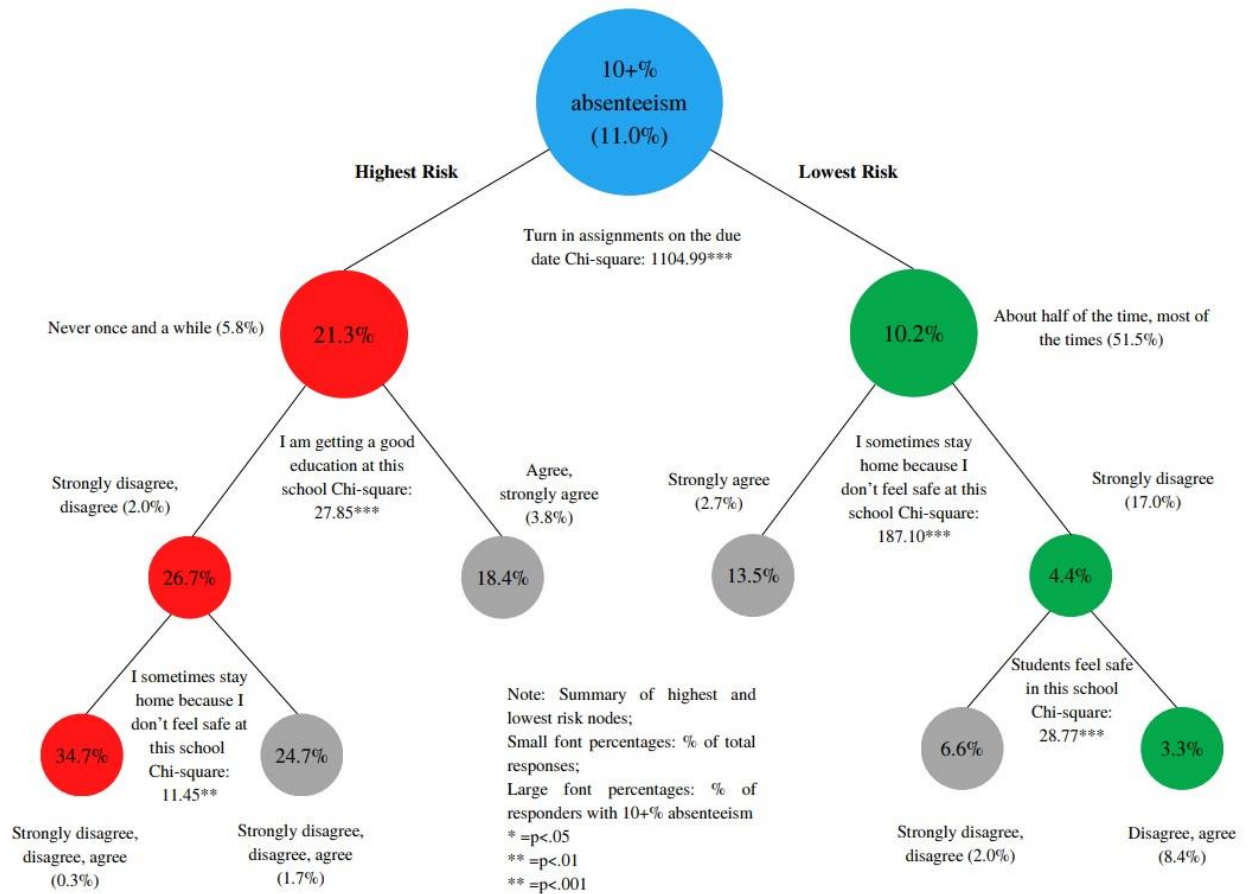 10+%
absenteeism
(11.0%)
Highest Risk
Lowest Risk
Turn in assignments on the due
date Chi-square: 1104.99***
Never once and a while (5.8%)
21.3%
10.2%
About half of the time, most of
the times (51.5%)
I am getting a good
education at this
school Chi-square:
27.85***
Strongly disagree,
disagree (2.0%)
Agree,
strongly agree
(3.8%)
I sometimes stay
home because I
don't feel safe at this
school Chi-square:
187.10***
Strongly agree
(2.7%)
Strongly disagree
(17.0%)
26.7%
18.4%
13.5%
4.4%
I sometimes stay
home because I
don't feel safe at
this school
Chi-square:
11.45**
34.7%
24.7%
Strongly disagree,
disagree, agree
(0.3%)
Strongly disagree,
disagree, agree
(1.7%)
Note: Summary of highest and
lowest risk nodes;
Small font percentages: % of total
responses;
Large font percentages: % of
responders with 10+% absenteeism
* =p<.05
** =p<.01
** =p<.001
Students feel safe
in this school
Chi-square:
28.77***
6.6%
3.3%
Strongly disagree,
disagree (2.0%)
Disagree, agree
(8.4%)